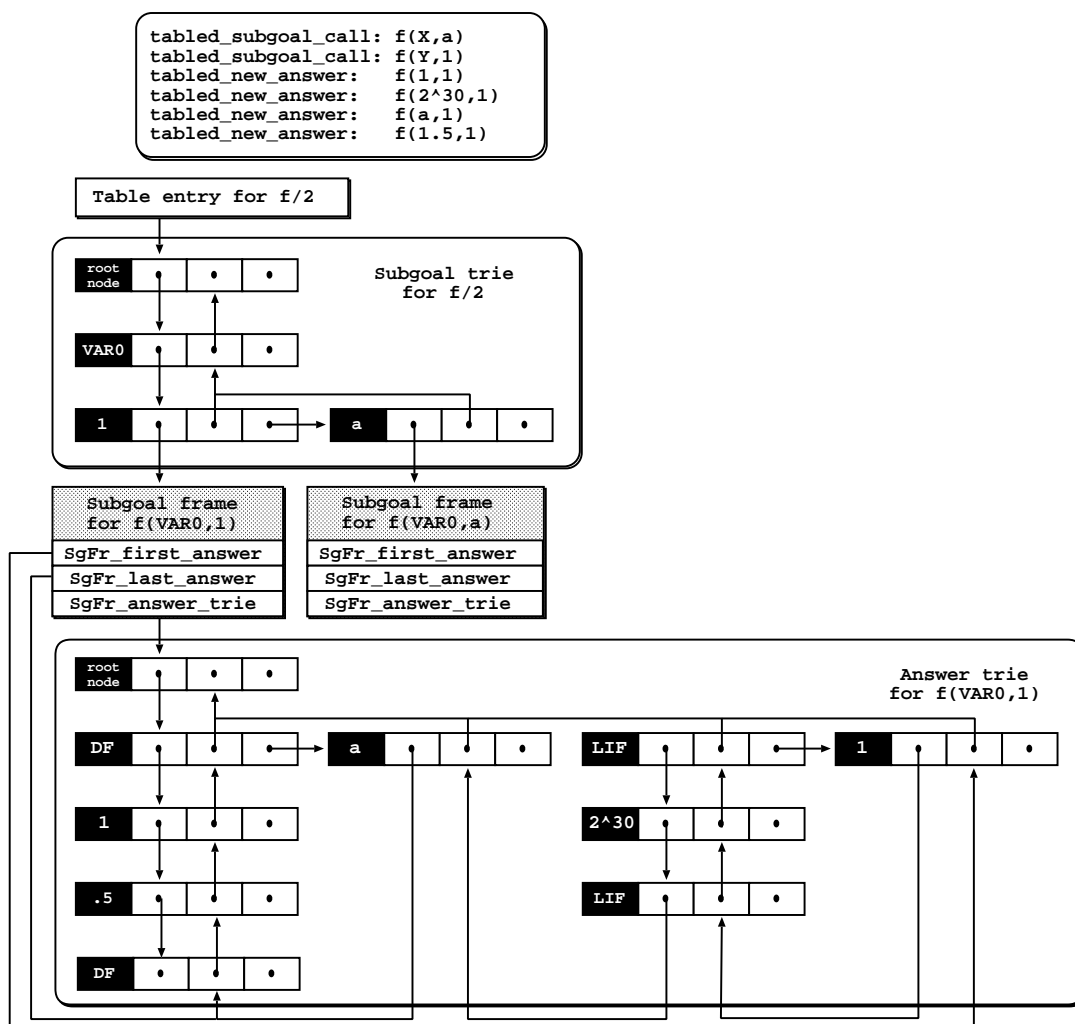 tabled_subgoal_call: f(X,a)
tabled_subgoal_call: f(Y,1)
tabled_new_answer: f(1,1)
tabled_new_answer: f(2^30,1)
tabled_new_answer: f(a,1)
tabled_new_answer: f(1.5,1)
Table entry for f/2
root
node
Subgoal trie
for f/2
VAR0
1
a
Subgoal frame
for f(VAR0,1)
SgFr_first_answer
SgFr_last_answer
SgFr_answer_trie
Subgoal frame
for f(VAR0,a)
SgFr_first_answer
SgFr_last_answer
SgFr_answer_trie
root
node
Answer trie
for f(VAR0,1)
DF
a
LIF
1
1
2^30
.5
LIF
DF